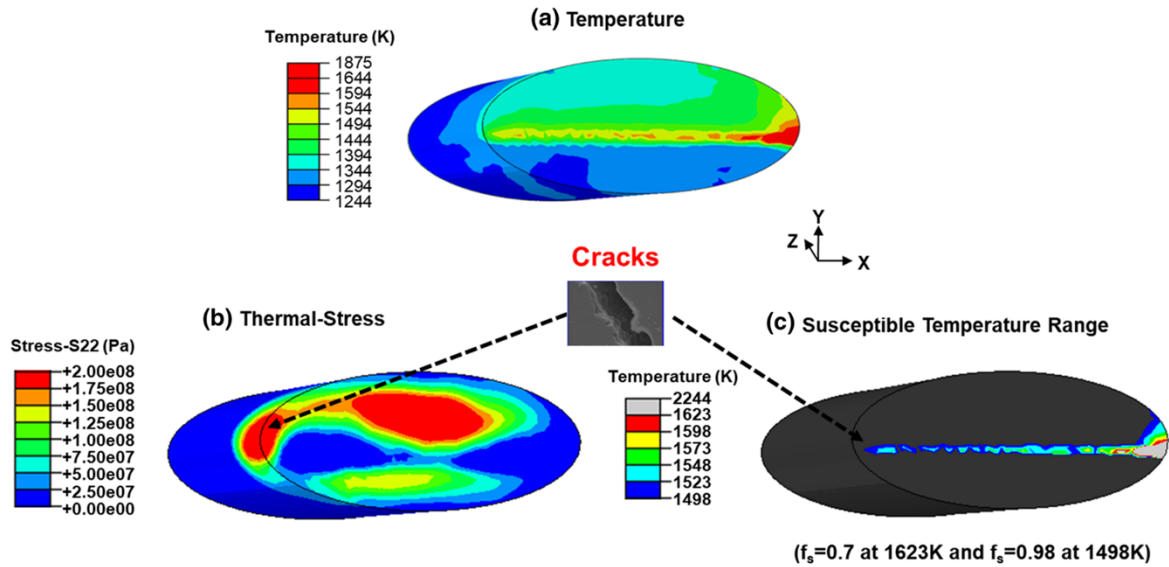 (a) Temperature
Temperature (K)
1875
1644
1594
1544
1494
1444
1394
1344
1294
1244
Y
Z
X
Cracks
(b) Thermal-Stress
Stress-S22 (Pa)
+2.00e08
+1.75e08
+1.50e08
+1.25e08
+1.00e08
+7.50e07
+5.00e07
+2.50e07
+0.00e00
(c) Susceptible Temperature Range
Temperature (K)
2244
1623
1598
1573
1548
1523
1498
(fs=0.7 at 1623K and fs=0.98 at 1498K)